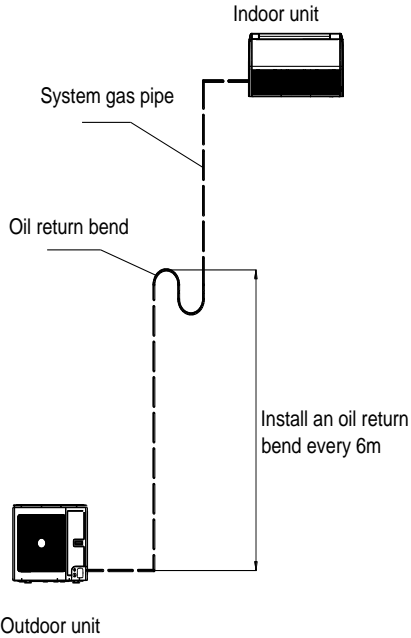 Indoor unit
System gas pipe
Oil return bend
Install an oil return
bend every 6m
Outdoor unit